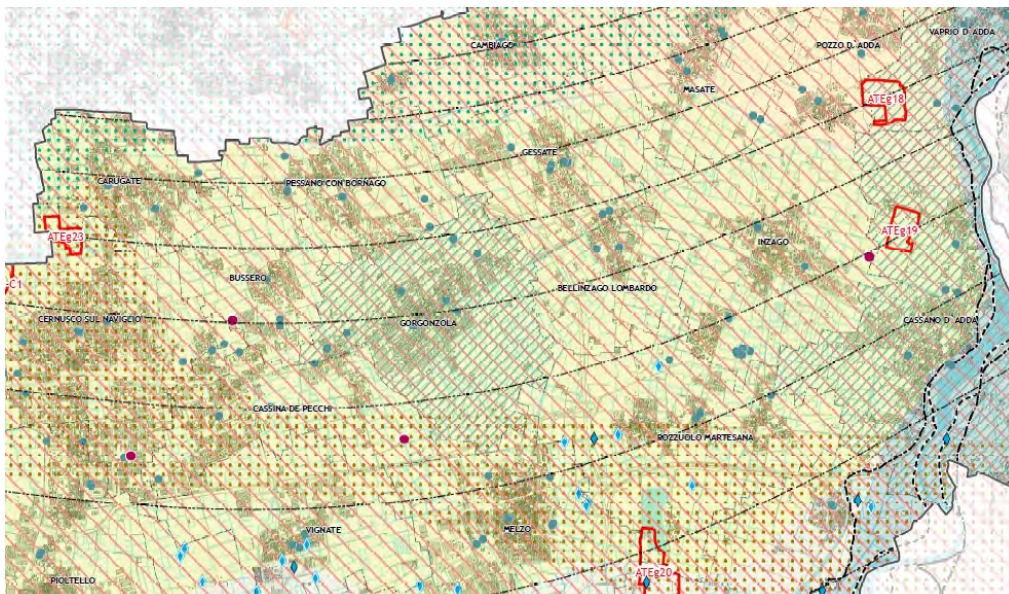 VAPRIO D ADDA
CAMBIAGO
POZZO D. ADDA
MASATE
ATEg18
GESSATE
CARUGATE
PESSANO CON BORNAGO
ATEg19
ATEg23
INZAGO
BUSSERO
C1
BELLINZAGO LOMBARDO
CERNUSCO SUL NAVIGLIO
GORGONZOLA
CASSANO D ADDA
CASSINA DE PECCHI
POZZUOLO MARTESANA
VIGNATE
MELZO
ATEg20
PIOLTELLO